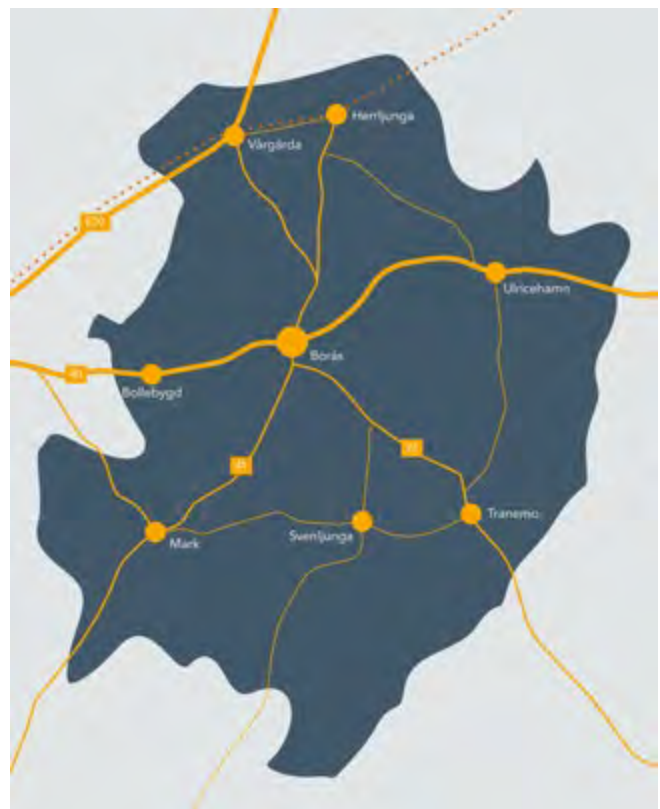 Herrljunga
Vårgårda
E20
Ulricehamn
Borås
40
Bollebygd
27
41
Tranemo
Svenljunga
Mark